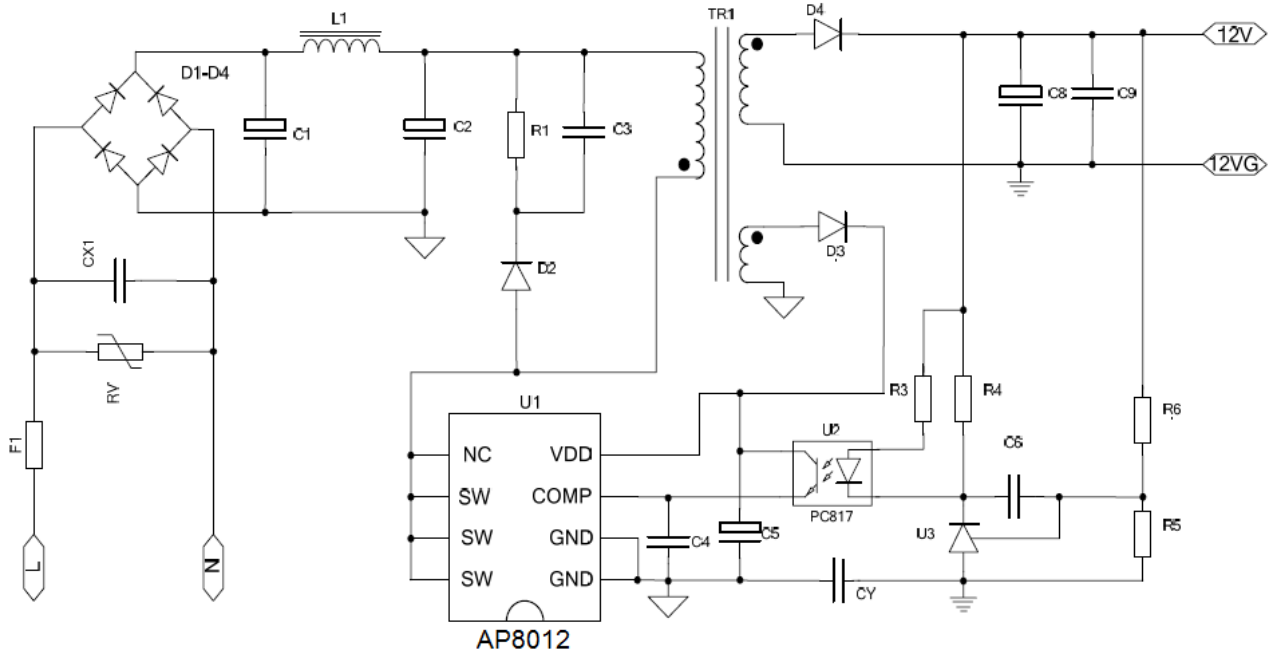 TR1
D4
12V
L1
D1-D4
C1
C2
R1
C3
C8
C9
12VG
CX1
D2
D3
RV
U1
R3
R4
R6
F1
U2
C6
NC
VDD
SW
COMP
PC817
U3
R5
SW
GND
C4
C5
SW
GND
CY
L
N
AP8012